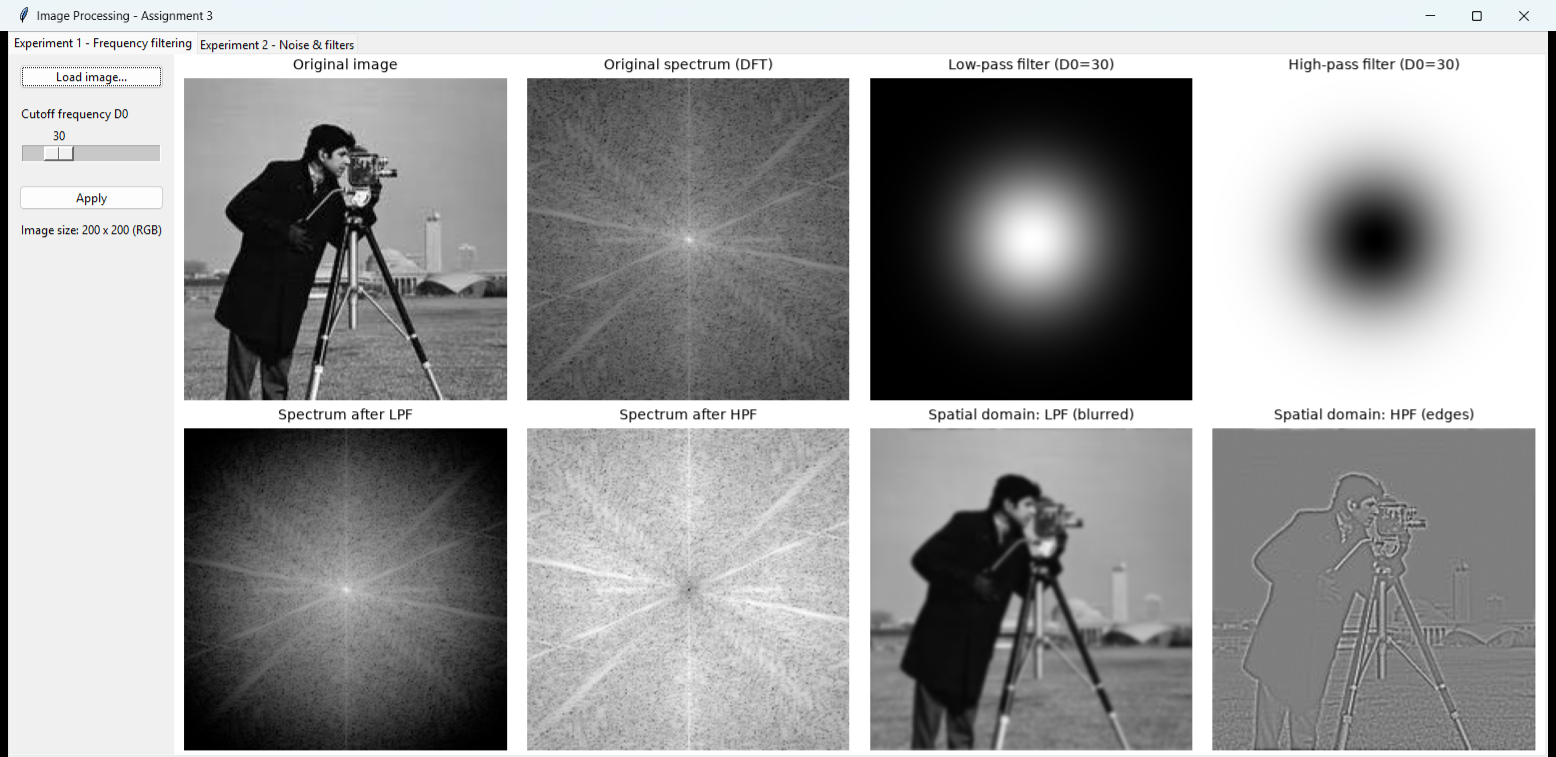 Image Processing - Assignment 3
Experiment 1 - Frequency filtering
Experiment 2 - Noise & filters
Load image...
Cutoff frequency D0
30
Apply
Image size: 200 x 200 (RGB)
Original image
Original spectrum (DFT)
Low-pass filter (D0=30)
High-pass filter (D0=30)
Spectrum after LPF
Spectrum after HPF
Spatial domain: LPF (blurred)
Spatial domain: HPF (edges)